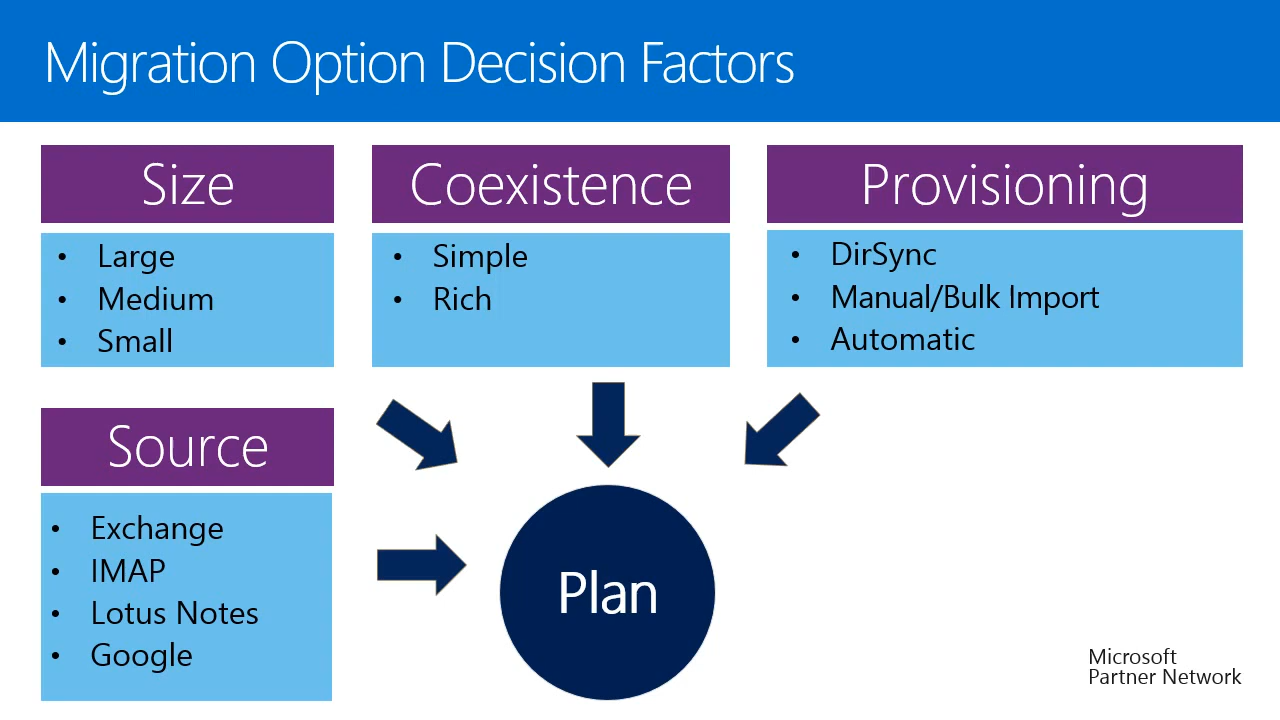 Migration Option Decision Factors
Size
• Large
• Medium
• Small
Coexistence
• Simple
• Rich
Provisioning
• DirSync
• Manual/Bulk Import
• Automatic
Source
• Exchange
• IMAP
• Lotus Notes
• Google
Plan
Microsoft
Partner Network